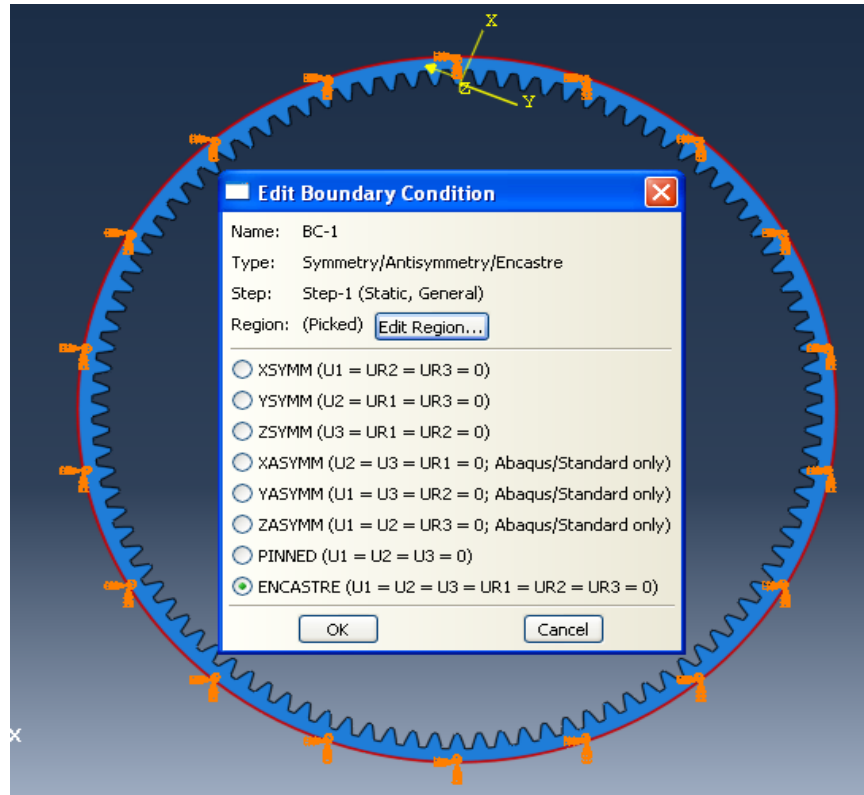 X
Z
Y
Edit Boundary Condition
Name: BC-1
Type: Symmetry/Antisymmetry/Encastre
Step: Step-1 (Static, General)
Region: (Picked) Edit Region...
XSYMM (U1 = UR2 = UR3 = 0)
YSYMM (U2 = UR1 = UR3 = 0)
ZSYMM (U3 = UR1 = UR2 = 0)
XASYMM (U2 = U3 = UR1 = 0; Abaqus/Standard only)
YASYMM (U1 = U3 = UR2 = 0; Abaqus/Standard only)
ZASYMM (U1 = U2 = UR3 = 0; Abaqus/Standard only)
PINNED (U1 = U2 = U3 = 0)
ENCASTRE (U1 = U2 = U3 = UR1 = UR2 = UR3 = 0)
OK Cancel
X